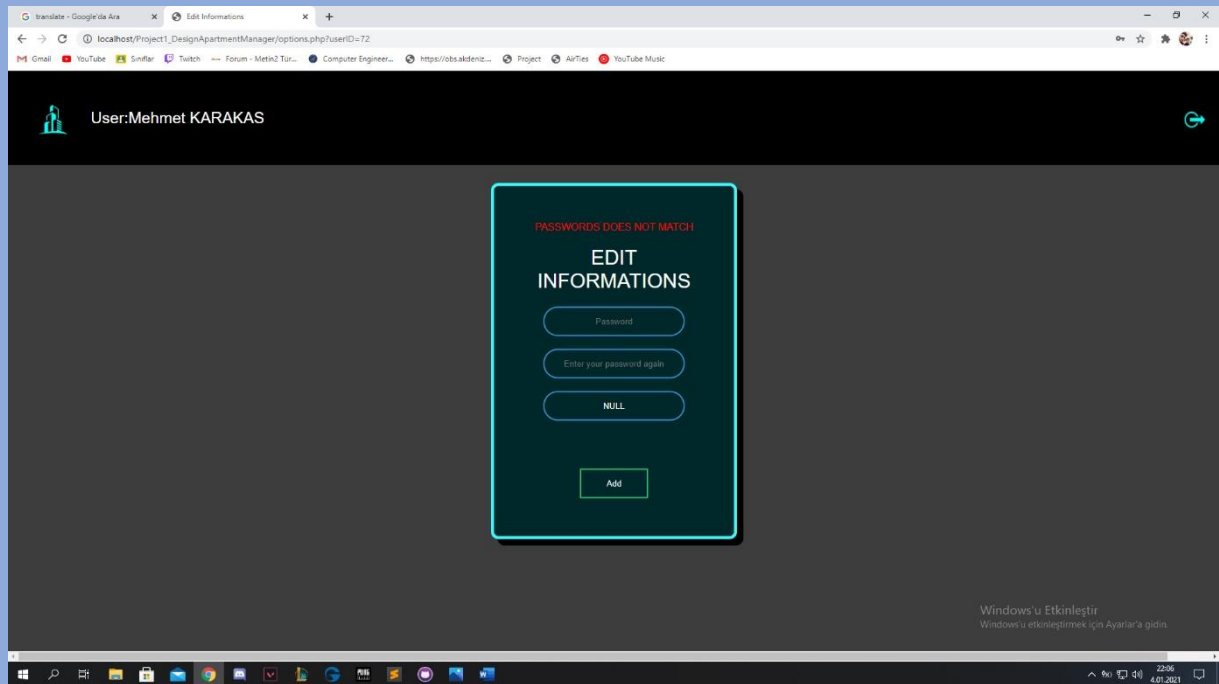 translate - Google'da Ara
Edit Informations
localhost/Project1_DesignApartmentManager/options.php?userID=72
Gmail YouTube Sınıflar Twitch Forum - Metin2 Tür... Computer Engineer... https://obs.akdeniz.... Project AirTies YouTube Music
User:Mehmet KARAKAS
PASSWORDS DOES NOT MATCH
EDIT
INFORMATIONS
Password
Enter your password again
NULL
Add
Windows'u Etkinleştir
Windows'u etkinleştirmek için Ayarlar'a gidin.
22:06
4.01.2021